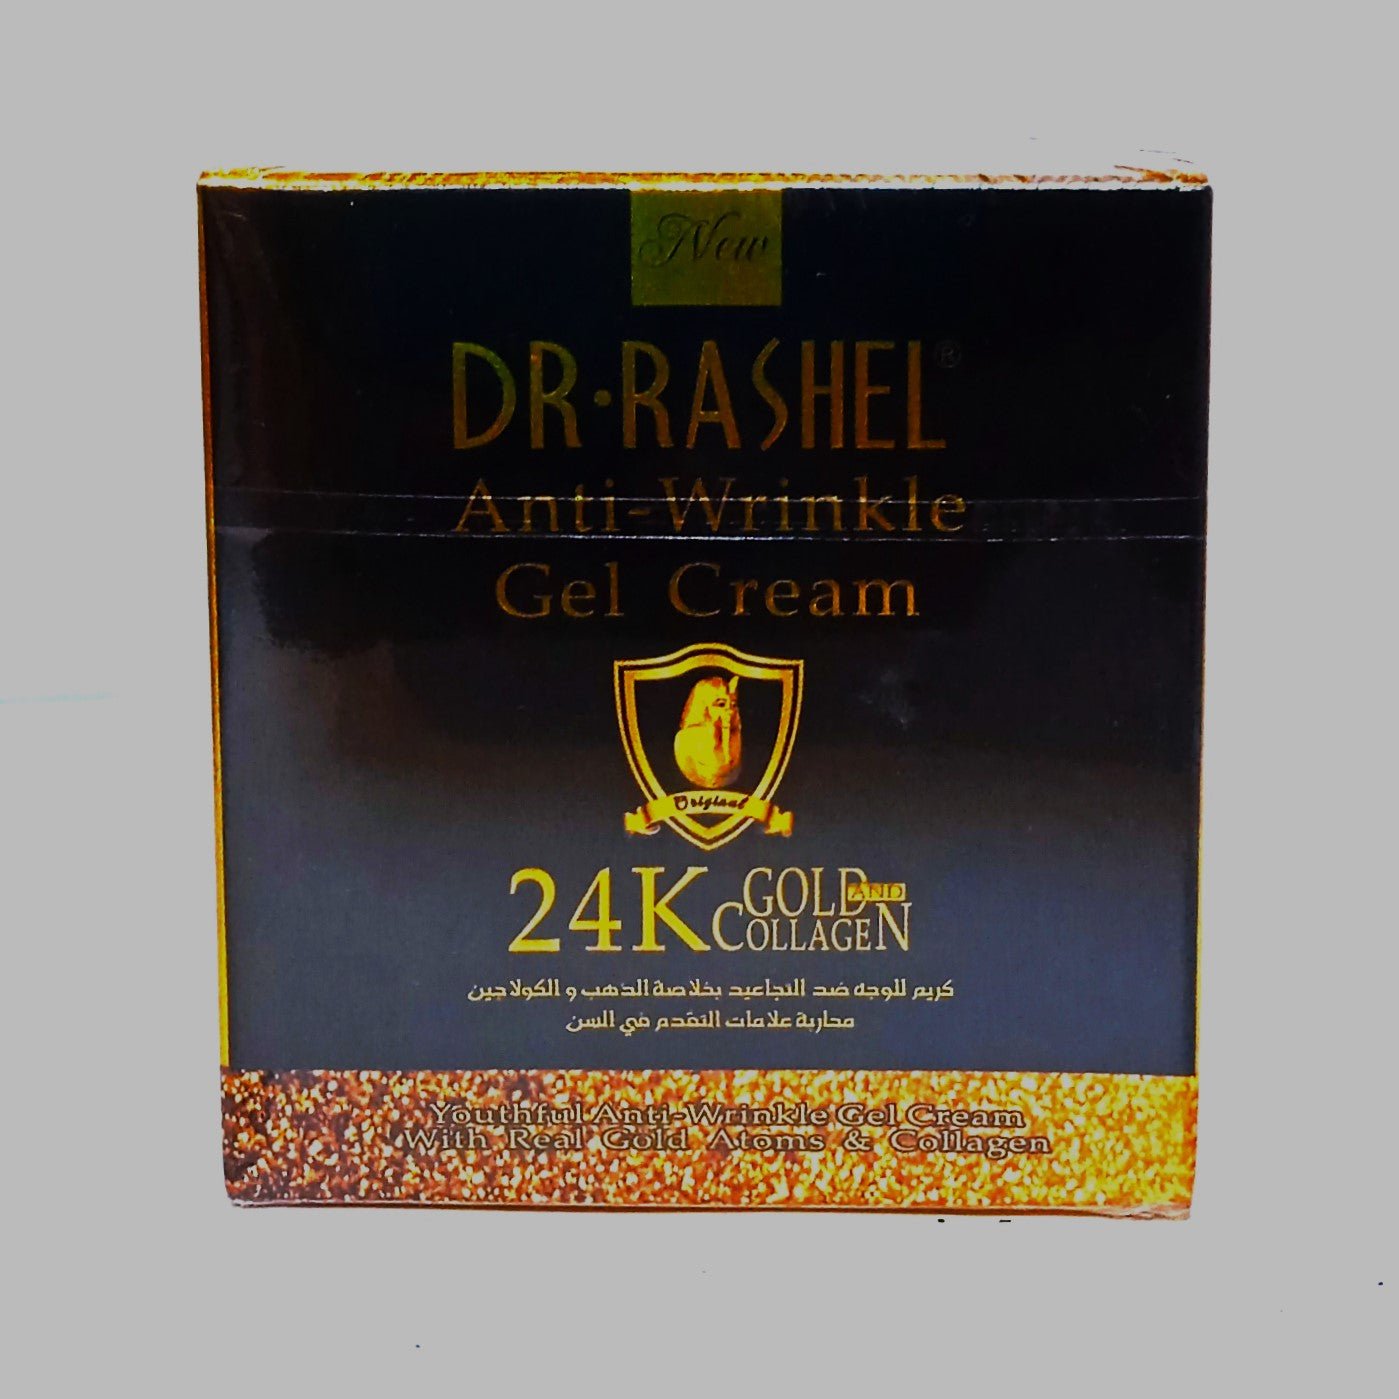 New
DR·RASHEL®
Anti-Wrinkle
Gel Cream
Original
24K GOLD AND COLLAGEN
كريم للوجه ضد التجاعيد بخلاصة الذهب و الكولاجين
محاربة علامات التقدم في السن
Youthful Anti-Wrinkle Gel Cream
With Real Gold Atoms & Collagen